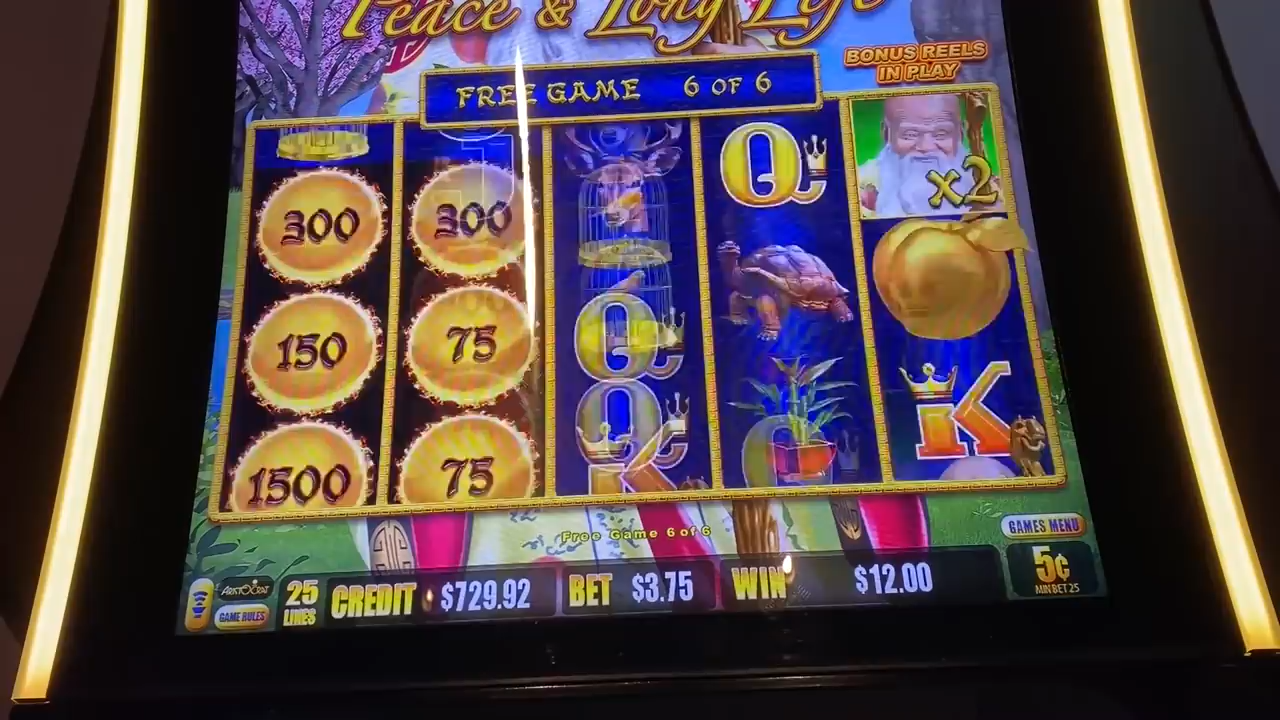 Peace & Long Life
BONUS REELS
IN PLAY
FREE GAME 6 OF 6
300
300
Q
x2
150
75
Q
1500
75
Q
K
K
Free Game 6 of 6
GAMES MENU
ARISTOCRAT
GAME RULES
25
LINES
CREDIT $729.92
BET $3.75
WIN $12.00
5¢
MIN BET 25